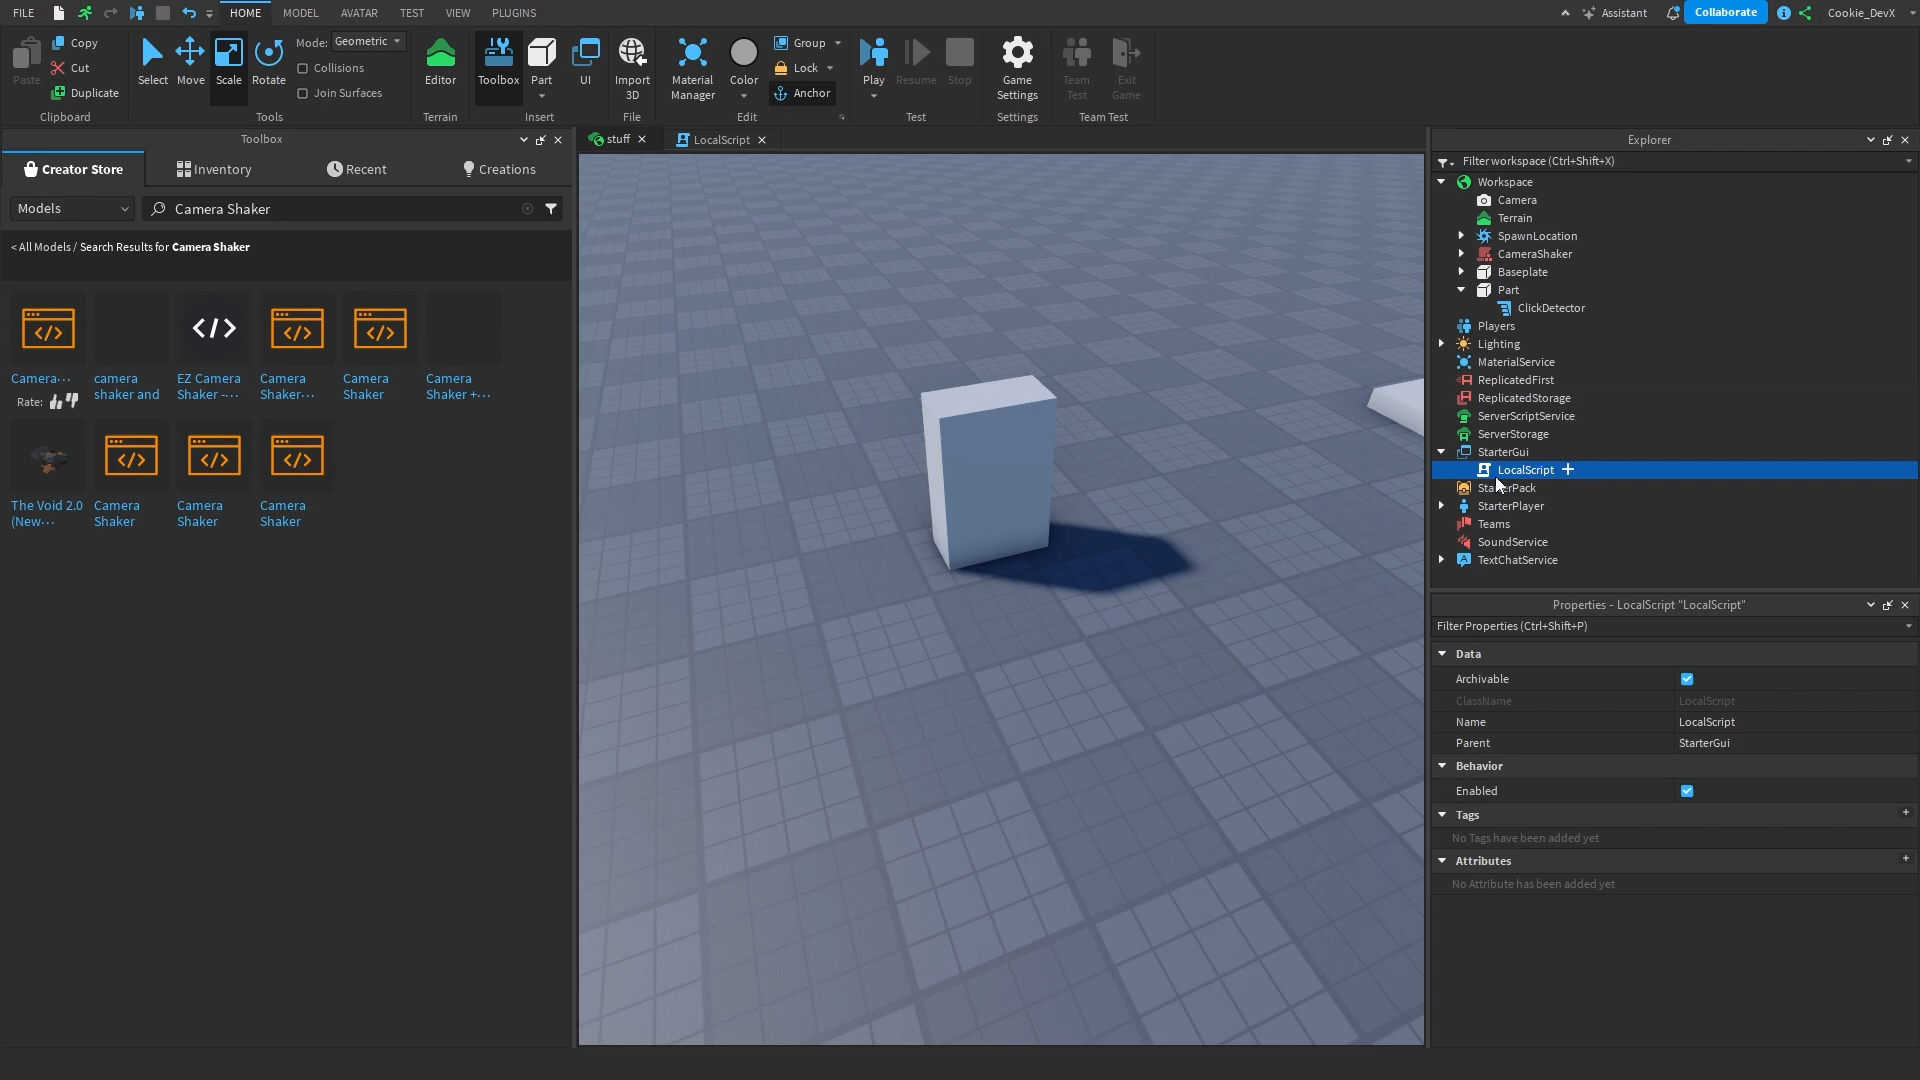 FILE HOME MODEL AVATAR TEST VIEW PLUGINS Assistant Collaborate Cookie_DevX
Paste Copy Cut Duplicate
Clipboard
Select Move Scale Rotate
Mode: Geometric
Collisions
Join Surfaces
Tools
Editor
Terrain
Toolbox Part UI
Insert
Import
3D
File
Material
Manager
Color
Group
Lock
Anchor
Edit
Play Resume Stop
Test
Game
Settings
Settings
Team
Test
Exit
Game
Team Test
Toolbox
Creator Store Inventory Recent Creations
Models Camera Shaker
< All Models / Search Results for Camera Shaker
Camera···
Rate:
camera
shaker and
EZ Camera
Shaker -···
Camera
Shaker···
Camera
Shaker
Camera
Shaker +···
The Void 2.0
(New···
Camera
Shaker
Camera
Shaker
Camera
Shaker
stuff LocalScript
Explorer
Filter workspace (Ctrl+Shift+X)
Workspace
Camera
Terrain
SpawnLocation
CameraShaker
Baseplate
Part
ClickDetector
Players
Lighting
MaterialService
ReplicatedFirst
ReplicatedStorage
ServerScriptService
ServerStorage
StarterGui
LocalScript
StarterPack
StarterPlayer
Teams
SoundService
TextChatService
Properties - LocalScript "LocalScript"
Filter Properties (Ctrl+Shift+P)
Data
Archivable
ClassName LocalScript
Name LocalScript
Parent StarterGui
Behavior
Enabled
Tags
No Tags have been added yet
Attributes
No Attribute has been added yet